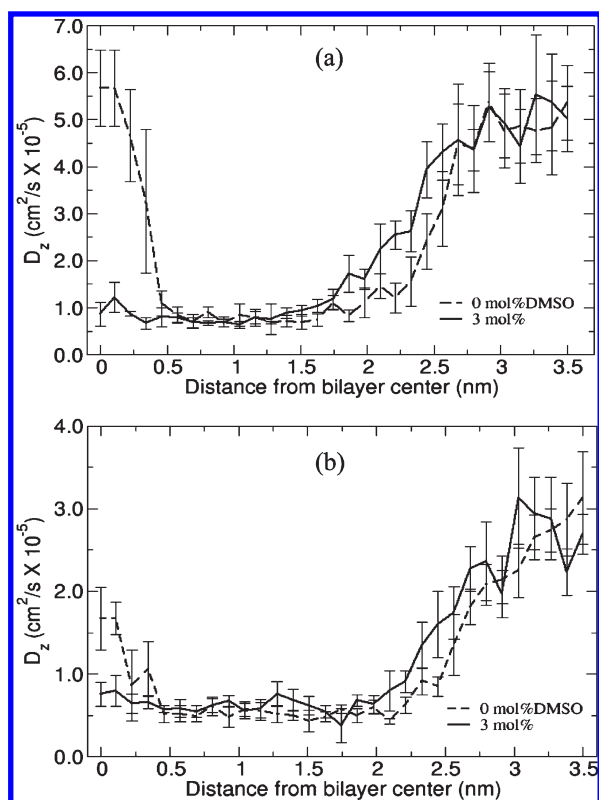 (a)
7.0
6.0
5.0
4.0
3.0
2.0
1.0
0.0
D_z (cm²/s X 10⁻⁵)
0 mol%DMSO
3 mol%
0 0.5 1 1.5 2 2.5 3 3.5
Distance from bilayer center (nm)
(b)
4.0
3.0
2.0
1.0
0.0
D_z (cm²/s X 10⁻⁵)
0 mol%DMSO
3 mol%
0 0.5 1 1.5 2 2.5 3 3.5
Distance from bilayer center (nm)